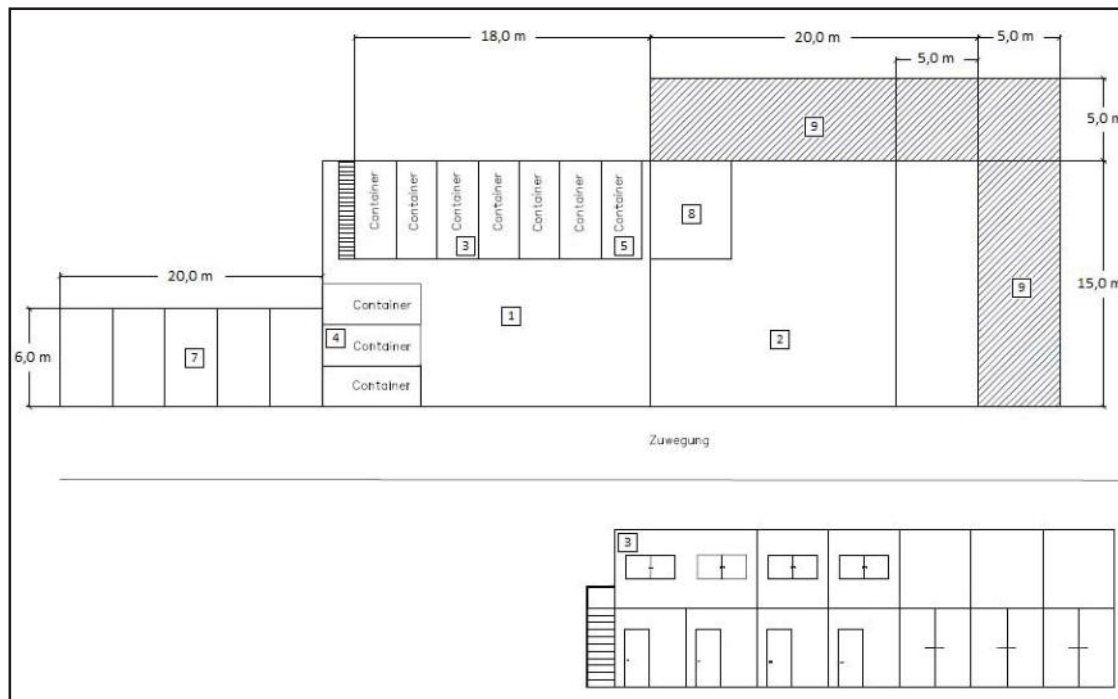 18,0 m
20,0 m
5,0 m
5,0 m
5,0 m
9
Container
Container
Container
Container
Container
Container
Container
3
5
8
20,0 m
15,0 m
9
Container
1
4
Container
2
6,0 m
7
Container
Zuwegung
3